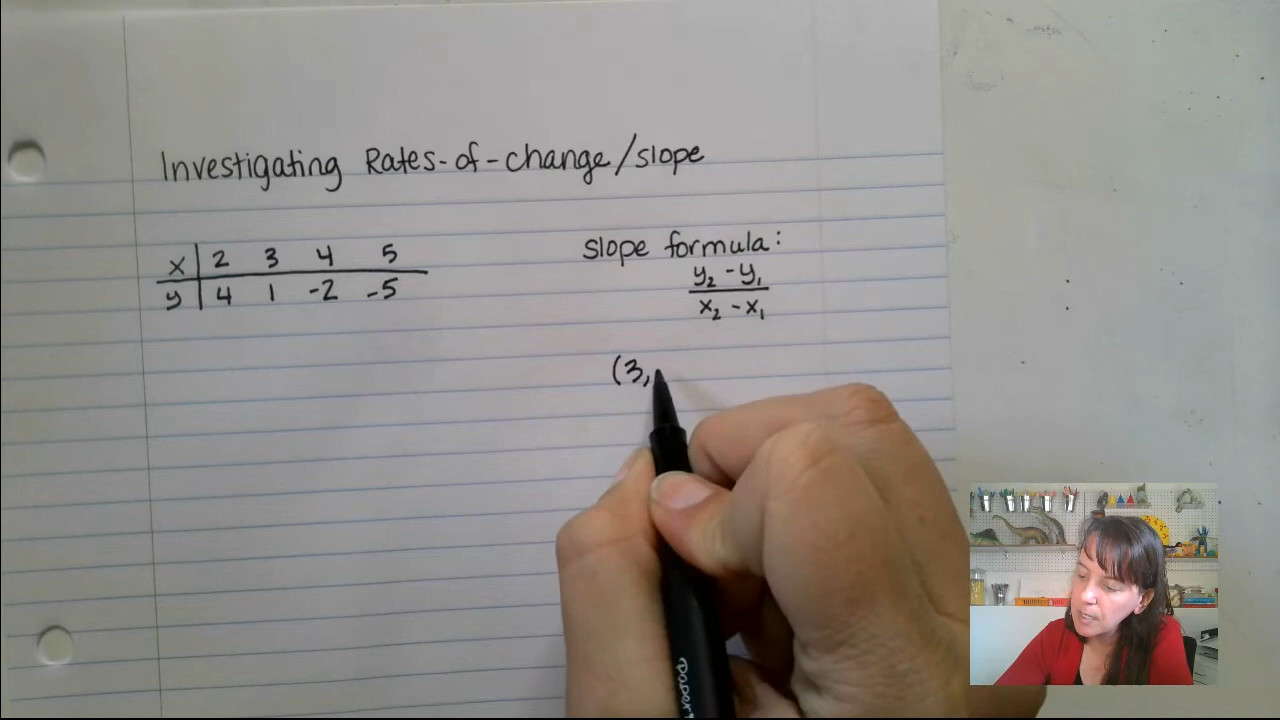 Investigating Rates-of-change/slope
x 2 3 4 5
y 4 1 -2 -5
slope formula:
y₂ - y₁
x₂ - x₁
(3,
Paper